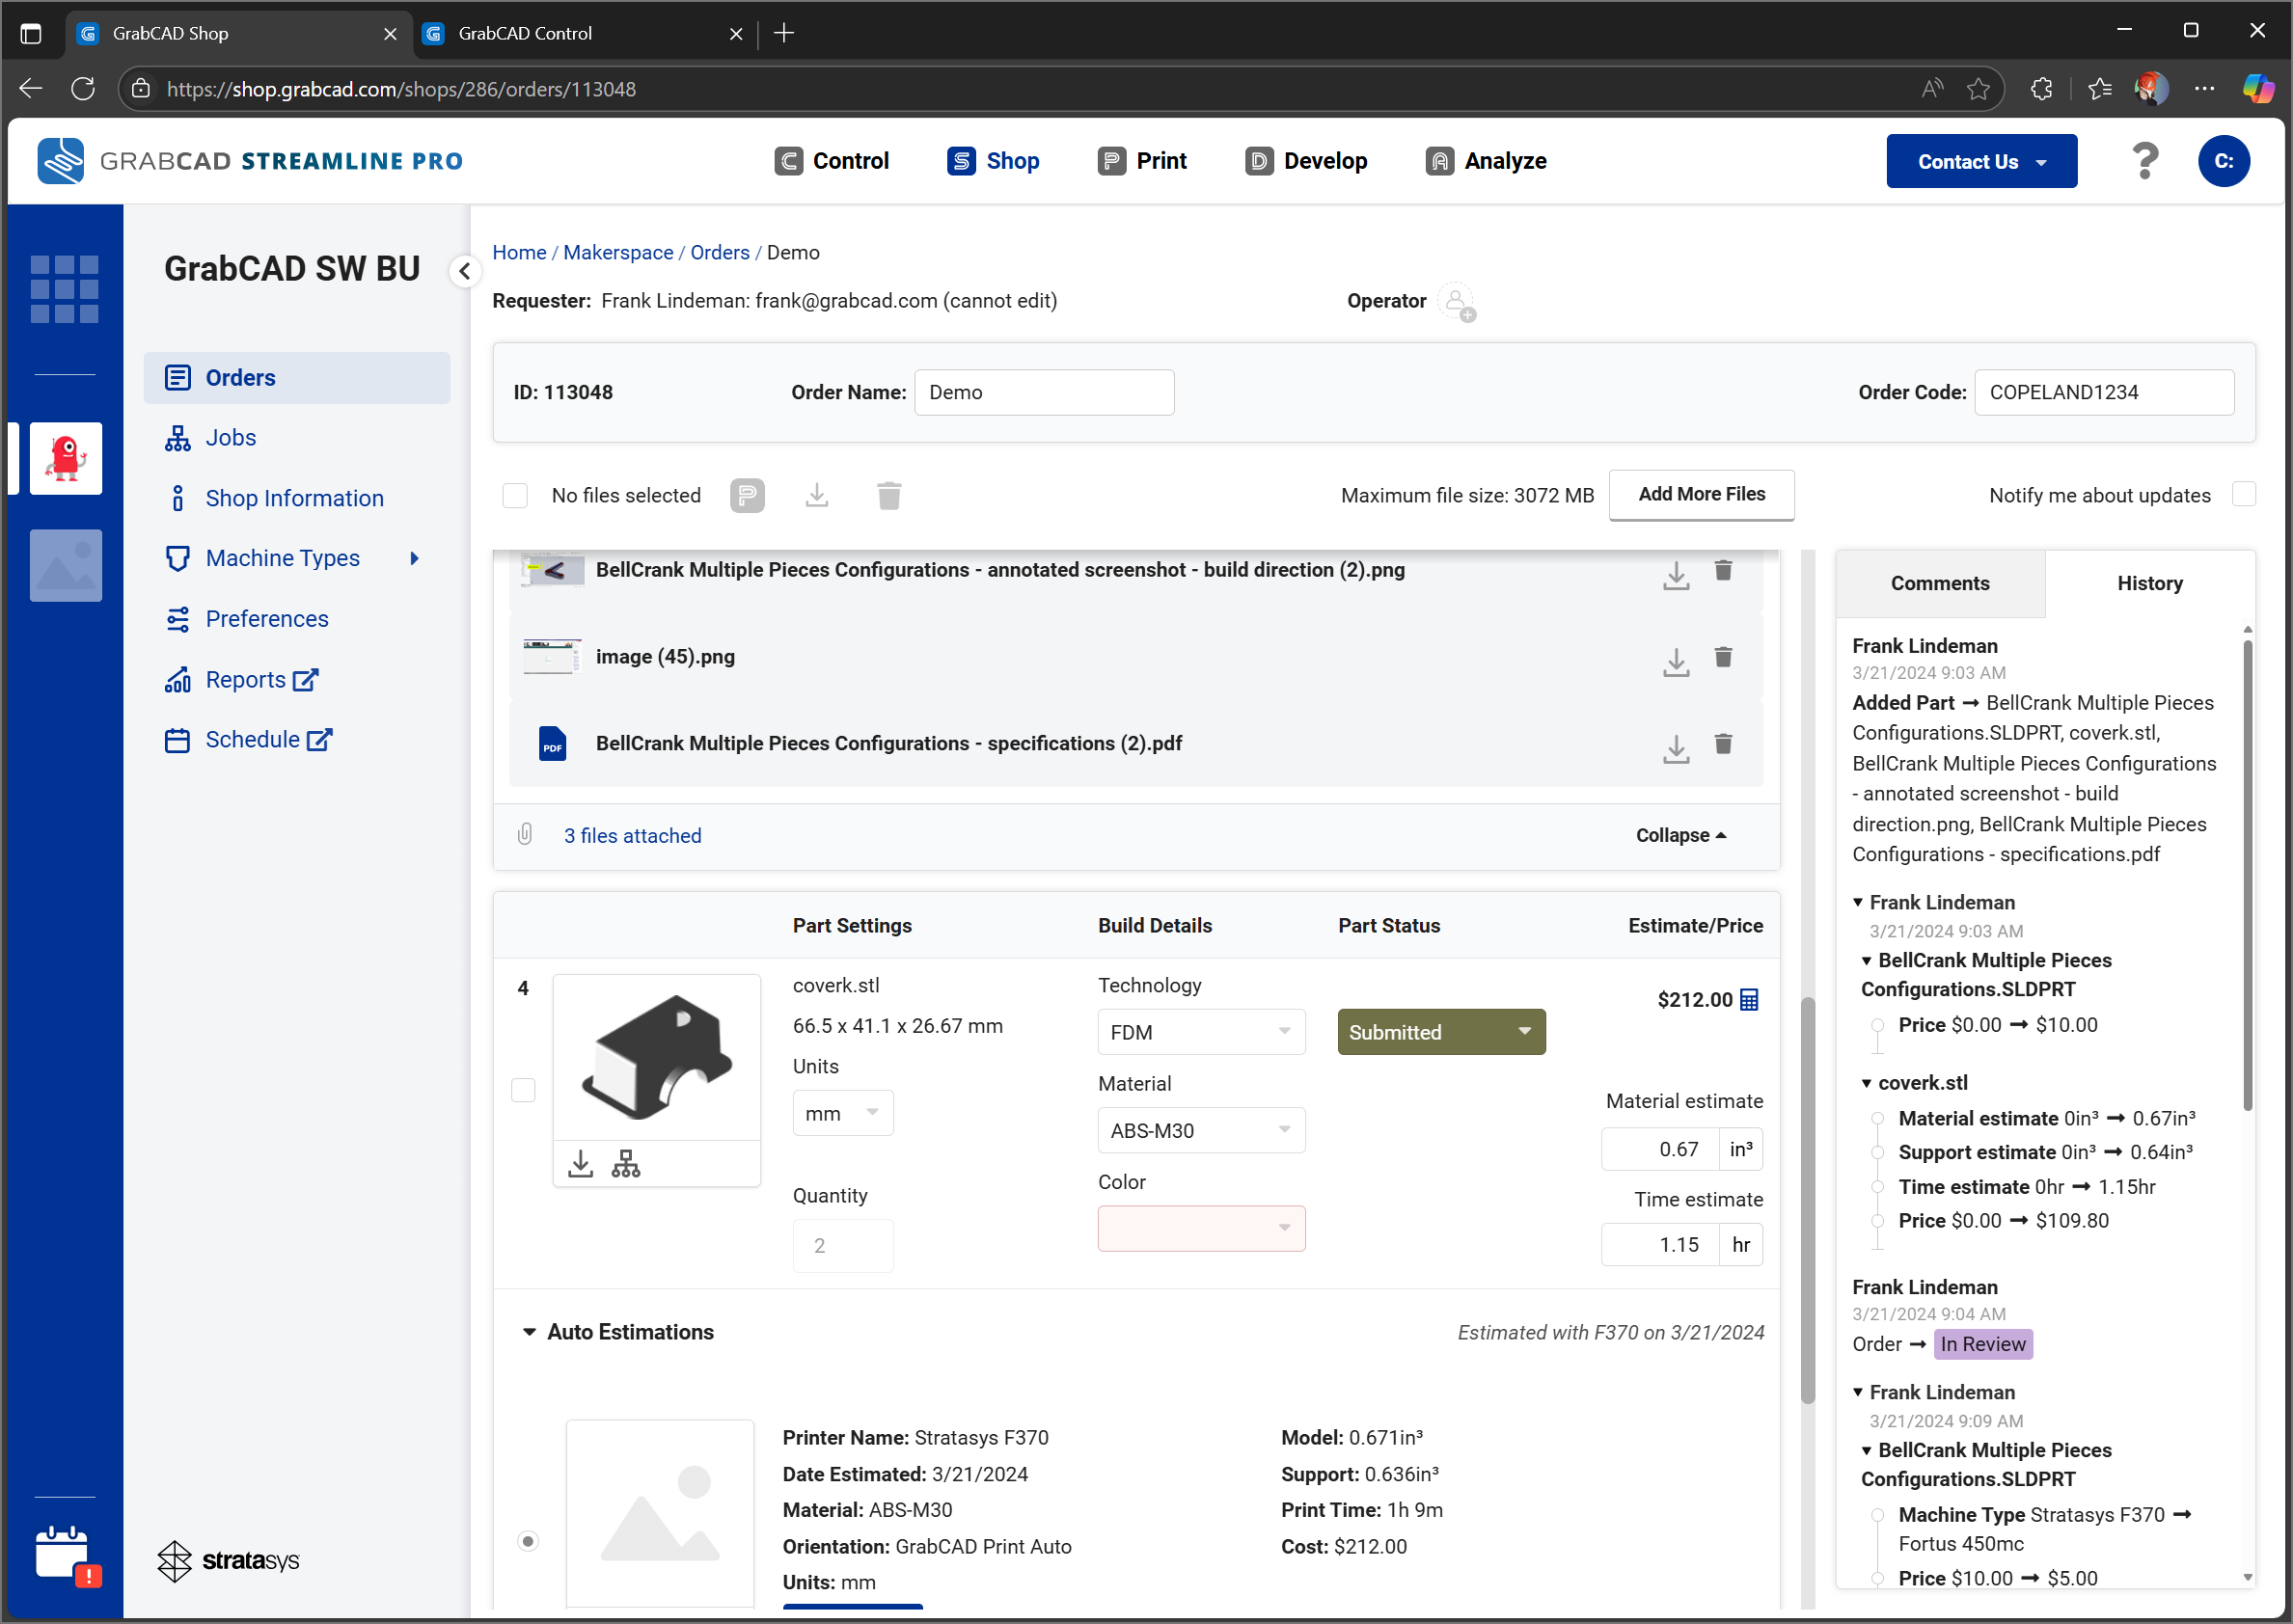 GrabCAD Shop
GrabCAD Control
https://shop.grabcad.com/shops/286/orders/113048
GRABCAD STREAMLINE PRO
Control
Shop
Print
Develop
Analyze
Contact Us
?
C:
GrabCAD SW BU
Orders
Jobs
Shop Information
Machine Types
Preferences
Reports
Schedule
stratasys
Home / Makerspace / Orders / Demo
Requester: Frank Lindeman: frank@grabcad.com (cannot edit)
Operator
ID: 113048
Order Name: Demo
Order Code: COPELAND1234
No files selected
Maximum file size: 3072 MB
Add More Files
Notify me about updates
BellCrank Multiple Pieces Configurations - annotated screenshot - build direction (2).png
image (45).png
PDF
BellCrank Multiple Pieces Configurations - specifications (2).pdf
3 files attached
Collapse
Part Settings
Build Details
Part Status
Estimate/Price
4
coverk.stl
66.5 x 41.1 x 26.67 mm
Units
mm
Quantity
2
Technology
FDM
Material
ABS-M30
Color
Submitted
$212.00
Material estimate
0.67 in³
Time estimate
1.15 hr
Auto Estimations
Estimated with F370 on 3/21/2024
Printer Name: Stratasys F370
Date Estimated: 3/21/2024
Material: ABS-M30
Orientation: GrabCAD Print Auto
Units: mm
Model: 0.671in³
Support: 0.636in³
Print Time: 1h 9m
Cost: $212.00
Comments
History
Frank Lindeman
3/21/2024 9:03 AM
Added Part → BellCrank Multiple Pieces
Configurations.SLDPRT, coverk.stl,
BellCrank Multiple Pieces Configurations
- annotated screenshot - build
direction.png, BellCrank Multiple Pieces
Configurations - specifications.pdf
Frank Lindeman
3/21/2024 9:03 AM
BellCrank Multiple Pieces
Configurations.SLDPRT
Price $0.00 → $10.00
coverk.stl
Material estimate 0in³ → 0.67in³
Support estimate 0in³ → 0.64in³
Time estimate 0hr → 1.15hr
Price $0.00 → $109.80
Frank Lindeman
3/21/2024 9:04 AM
Order → In Review
Frank Lindeman
3/21/2024 9:09 AM
BellCrank Multiple Pieces
Configurations.SLDPRT
Machine Type Stratasys F370 →
Fortus 450mc
Price $10.00 → $5.00